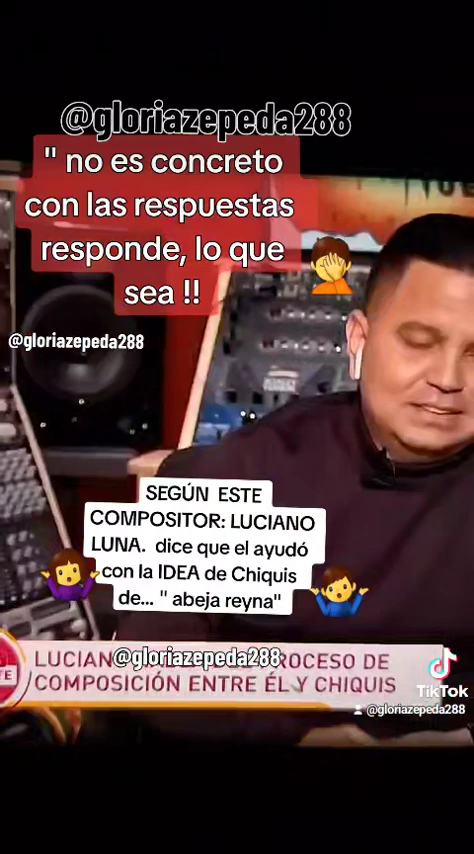 @gloriazepeda288
" no es concreto
con las respuestas
responde, lo que
sea !!
@gloriazepeda288
SEGÚN ESTE
COMPOSITOR: LUCIANO
LUNA. dice que el ayudó
con la IDEA de Chiquis
de... " abeja reyna"
@gloriazepeda288
LUCIAN ROCESO DE
COMPOSICIÓN ENTRE ÉL Y CHIQUIS
TikTok
@gloriazepeda288